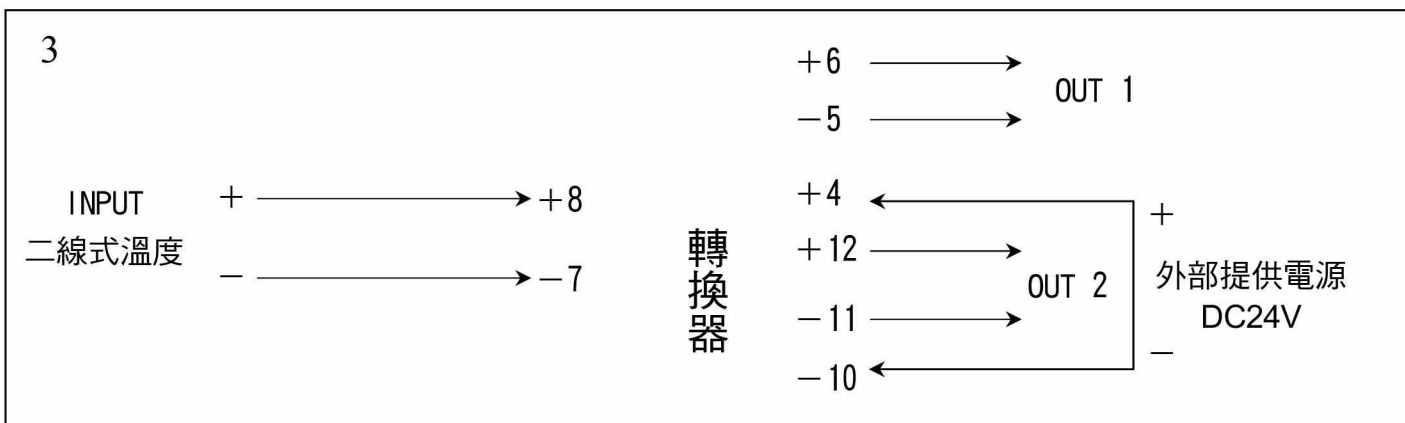 3
+6
OUT 1
−5
INPUT
二線式溫度
+
+8
−
−7
轉換器
+4
+12
OUT 2
−11
−10
+
外部提供電源
DC24V
−